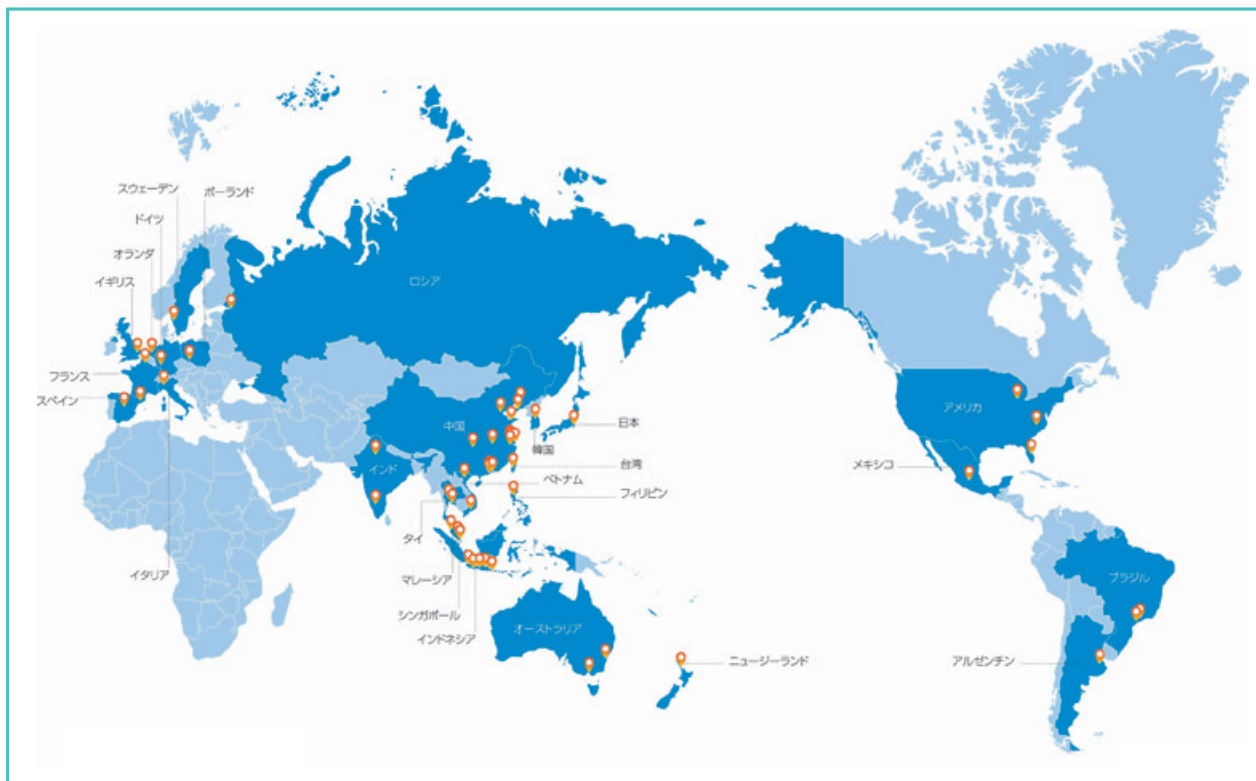 スウェーデン
ポーランド
ドイツ
オランダ
イギリス
フランス
スペイン
イタリア
ロシア
中国
インド
日本
韓国
台湾
ベトナム
フィリピン
タイ
マレーシア
シンガポール
インドネシア
オーストラリア
ニュージーランド
アメリカ
メキシコ
ブラジル
アルゼンチン